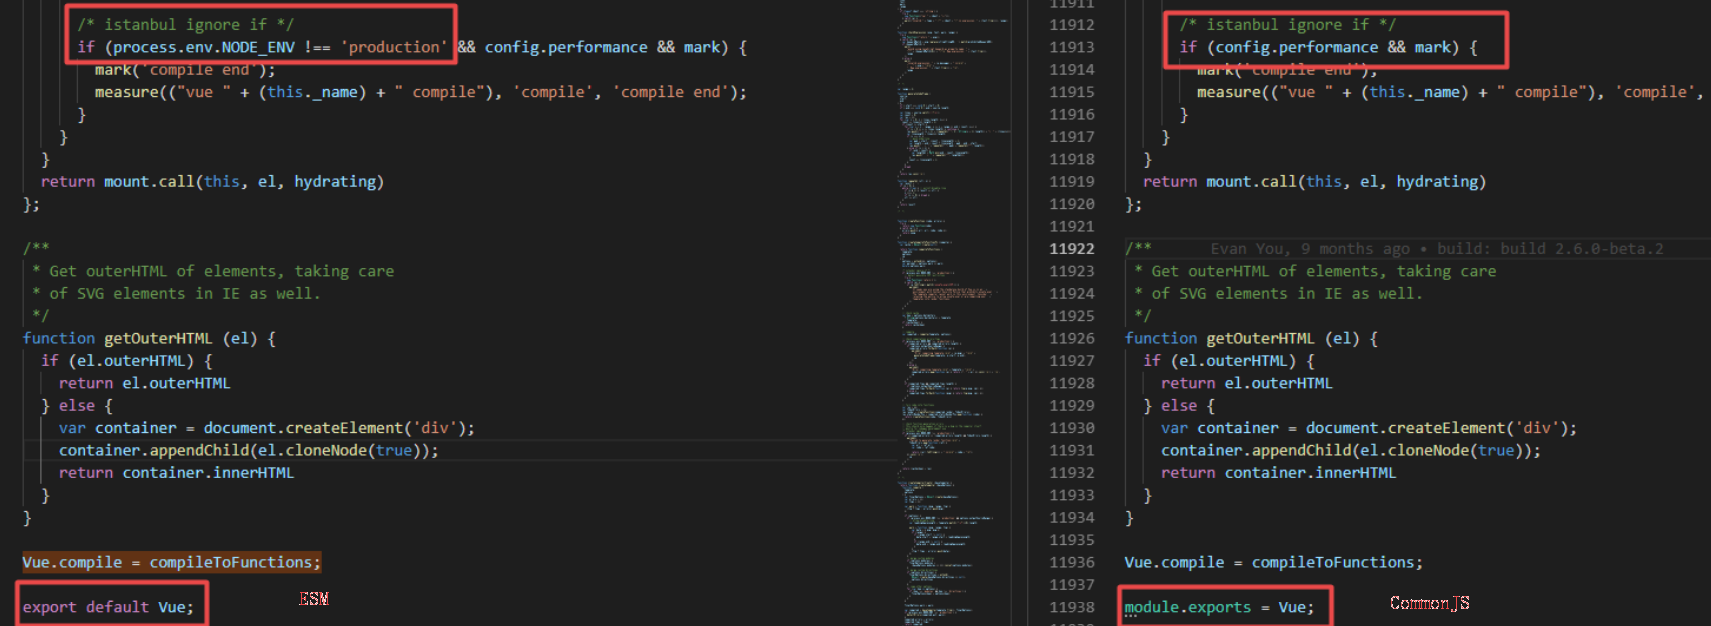 /* istanbul ignore if */
if (process.env.NODE_ENV !== 'production' && config.performance && mark) {
mark('compile end');
measure(("vue " + (this._name) + " compile"), 'compile', 'compile end');
}
}
}
return mount.call(this, el, hydrating)
};
/**
* Get outerHTML of elements, taking care
* of SVG elements in IE as well.
*/
function getOuterHTML (el) {
if (el.outerHTML) {
return el.outerHTML
} else {
var container = document.createElement('div');
container.appendChild(el.cloneNode(true));
return container.innerHTML
}
}
Vue.compile = compileToFunctions;
export default Vue;
ESM
11911
11912 /* istanbul ignore if */
11913 if (config.performance && mark) {
11914 mark('compile end');
11915 measure(("vue " + (this._name) + " compile"), 'compile',
11916 }
11917 }
11918 }
11919 return mount.call(this, el, hydrating)
11920 };
11921
11922 /** Evan You, 9 months ago • build: build 2.6.0-beta.2
11923 * Get outerHTML of elements, taking care
11924 * of SVG elements in IE as well.
11925 */
11926 function getOuterHTML (el) {
11927 if (el.outerHTML) {
11928 return el.outerHTML
11929 } else {
11930 var container = document.createElement('div');
11931 container.appendChild(el.cloneNode(true));
11932 return container.innerHTML
11933 }
11934 }
11935
11936 Vue.compile = compileToFunctions;
11937
11938 module.exports = Vue;
CommonJS